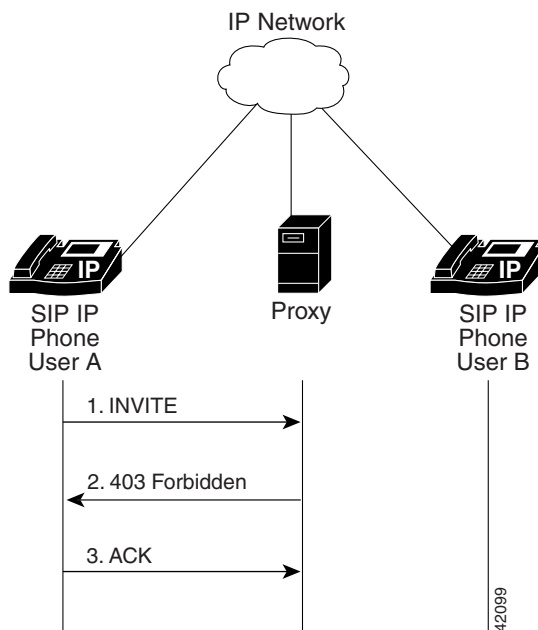 IP Network
IP
SIP IP
Phone
User A
Proxy
IP
SIP IP
Phone
User B
1. INVITE
2. 403 Forbidden
3. ACK
42099